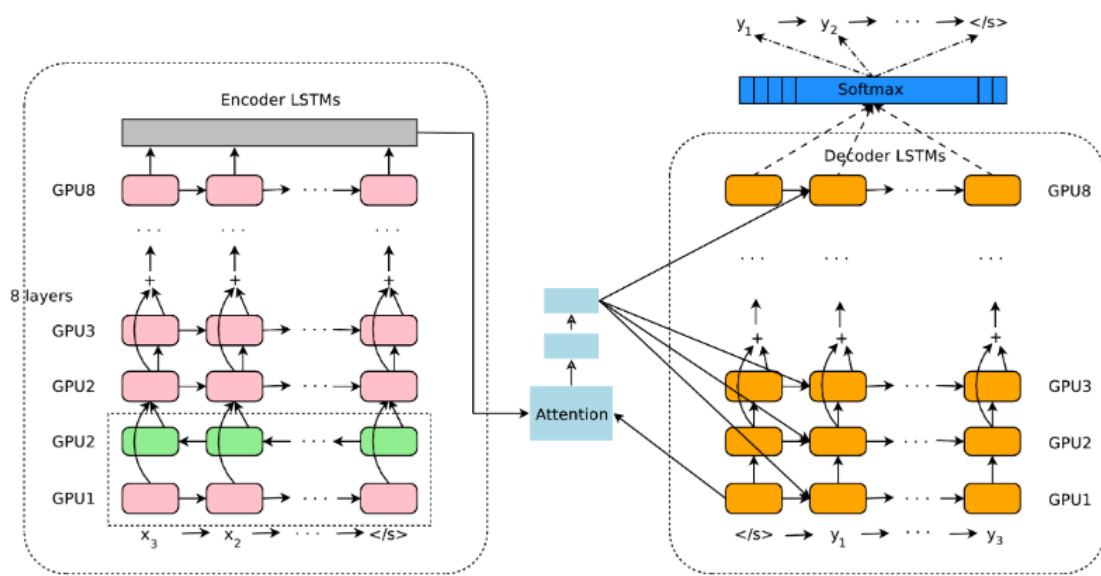 y1 y2 · · · </s>
Softmax
Encoder LSTMs
Decoder LSTMs
GPU8 · · · · · · GPU8
· · · · · · · · · · · · · · · · · ·
+ + +
8 layers
GPU3 · · ·
+ + +
· · · GPU3
GPU2 · · ·
Attention
GPU2 · · ·
· · · GPU2
GPU1 · · ·
· · · GPU1
x3 x2 · · · </s>
</s> y1 · · · y3